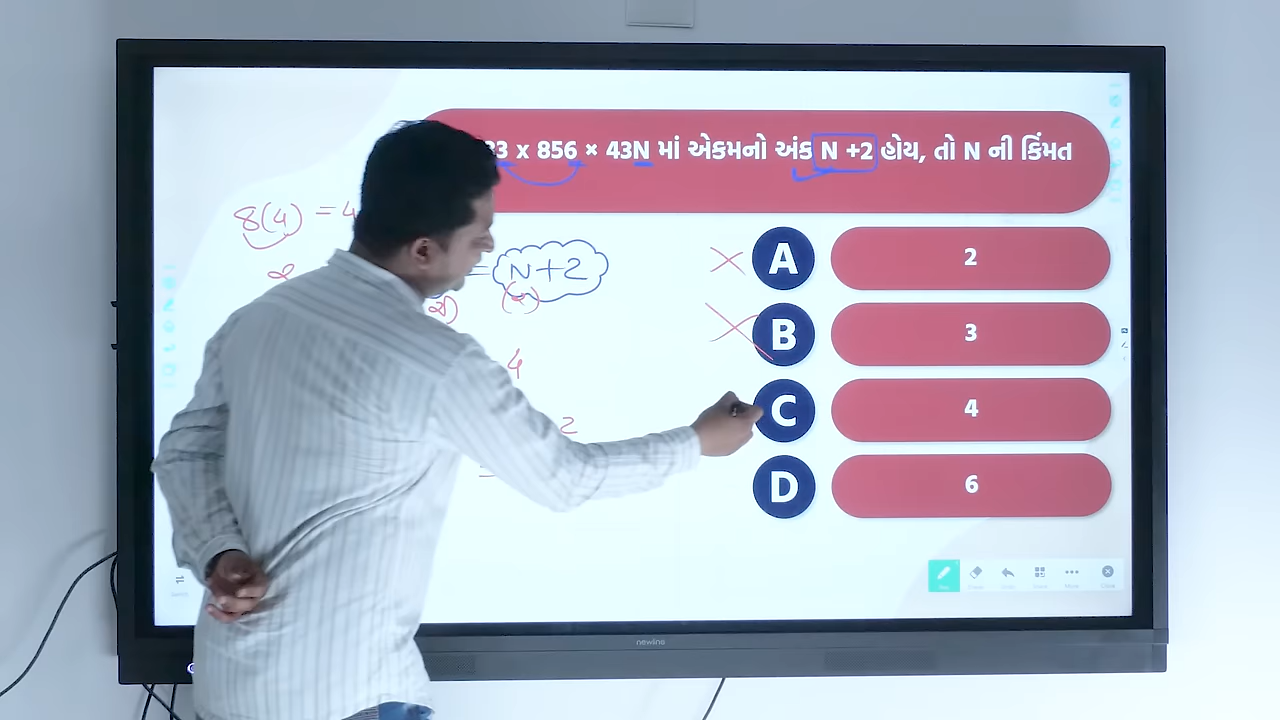 3 x 856 × 43N માં એકમનો અંક N +2 હોય, તો N ની કિંમત
8(4) = 4
= N+2
4
2
A 2
B 3
C 4
D 6
newline